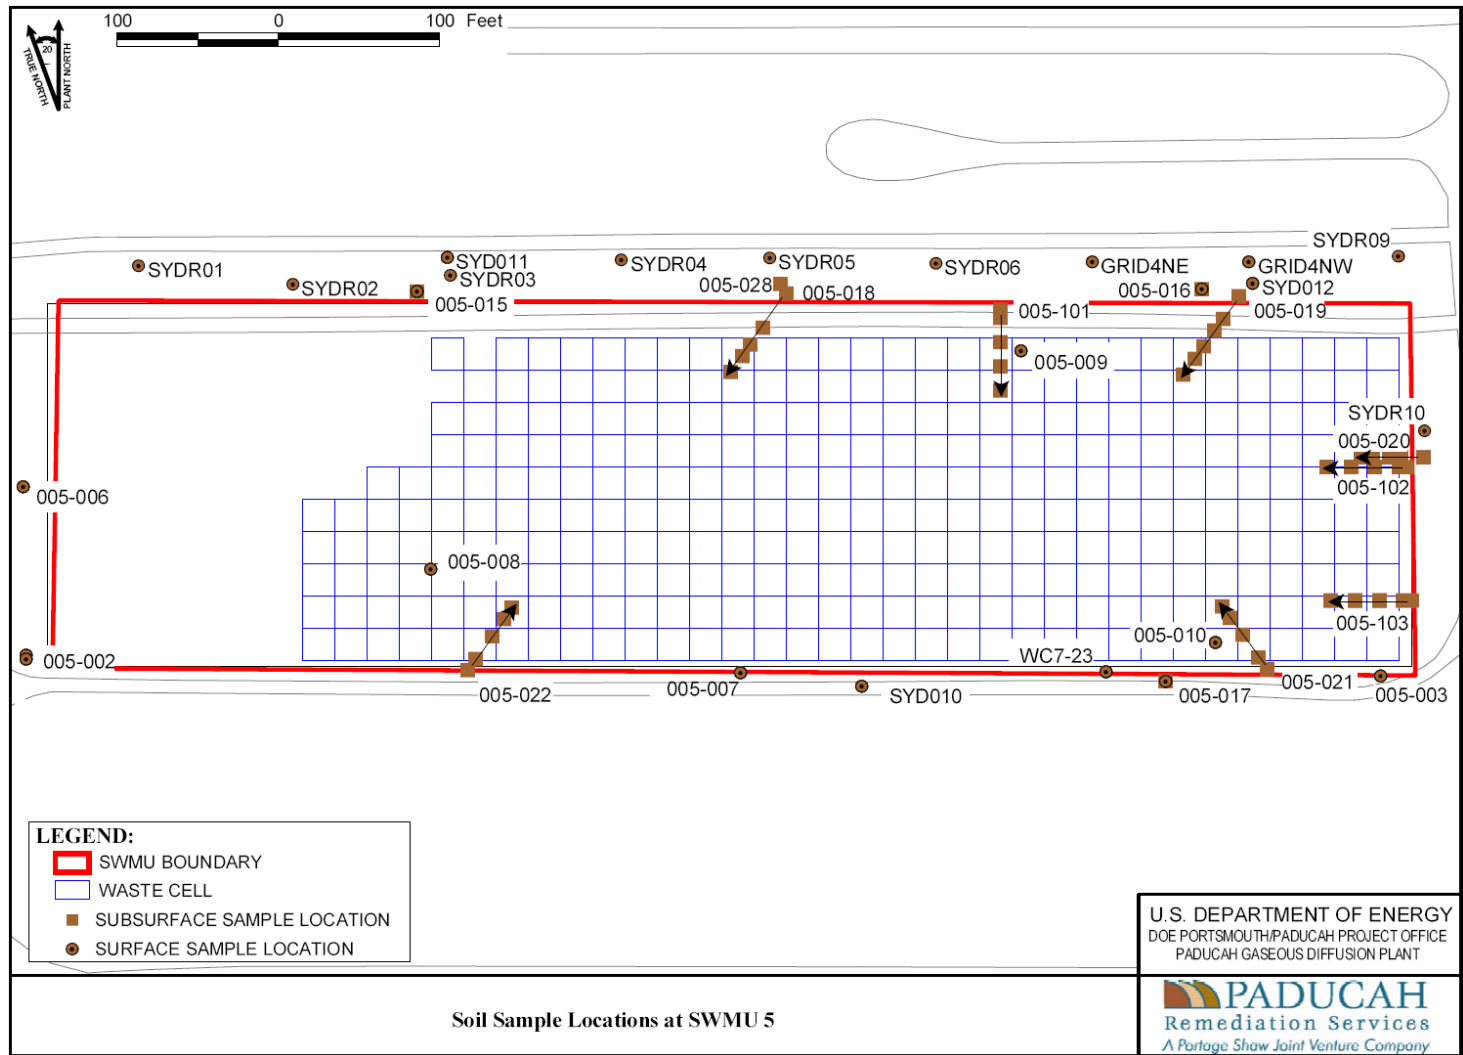 100 0 100 Feet
TRUE NORTH
20
PLANT NORTH
SYDR09
SYDR01
SYD011
SYDR03
SYDR04
SYDR05
SYDR06
GRID4NE
GRID4NW
SYDR02
005-028
005-018
005-016
SYD012
005-015
005-101
005-019
005-009
SYDR10
005-020
005-102
005-006
005-008
005-103
005-010
WC7-23
005-002
005-022
005-007
SYD010
005-017
005-021
005-003
LEGEND:
SWMU BOUNDARY
WASTE CELL
SUBSURFACE SAMPLE LOCATION
SURFACE SAMPLE LOCATION
U.S. DEPARTMENT OF ENERGY
DOE PORTSMOUTH/PADUCAH PROJECT OFFICE
PADUCAH GASEOUS DIFFUSION PLANT
Soil Sample Locations at SWMU 5
PADUCAH
Remediation Services
A Portage Shaw Joint Venture Company